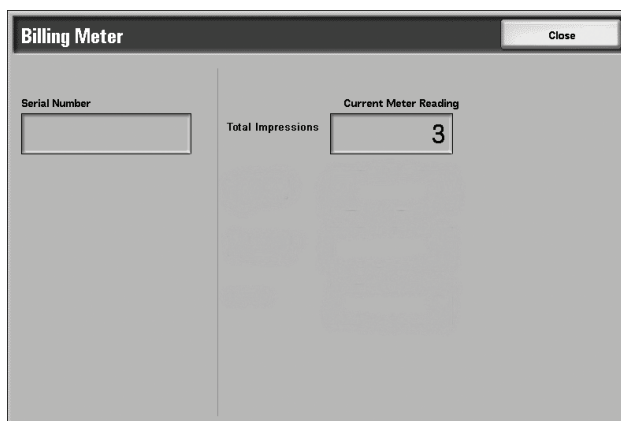 Billing Meter
Close
Serial Number
Current Meter Reading
Total Impressions
3